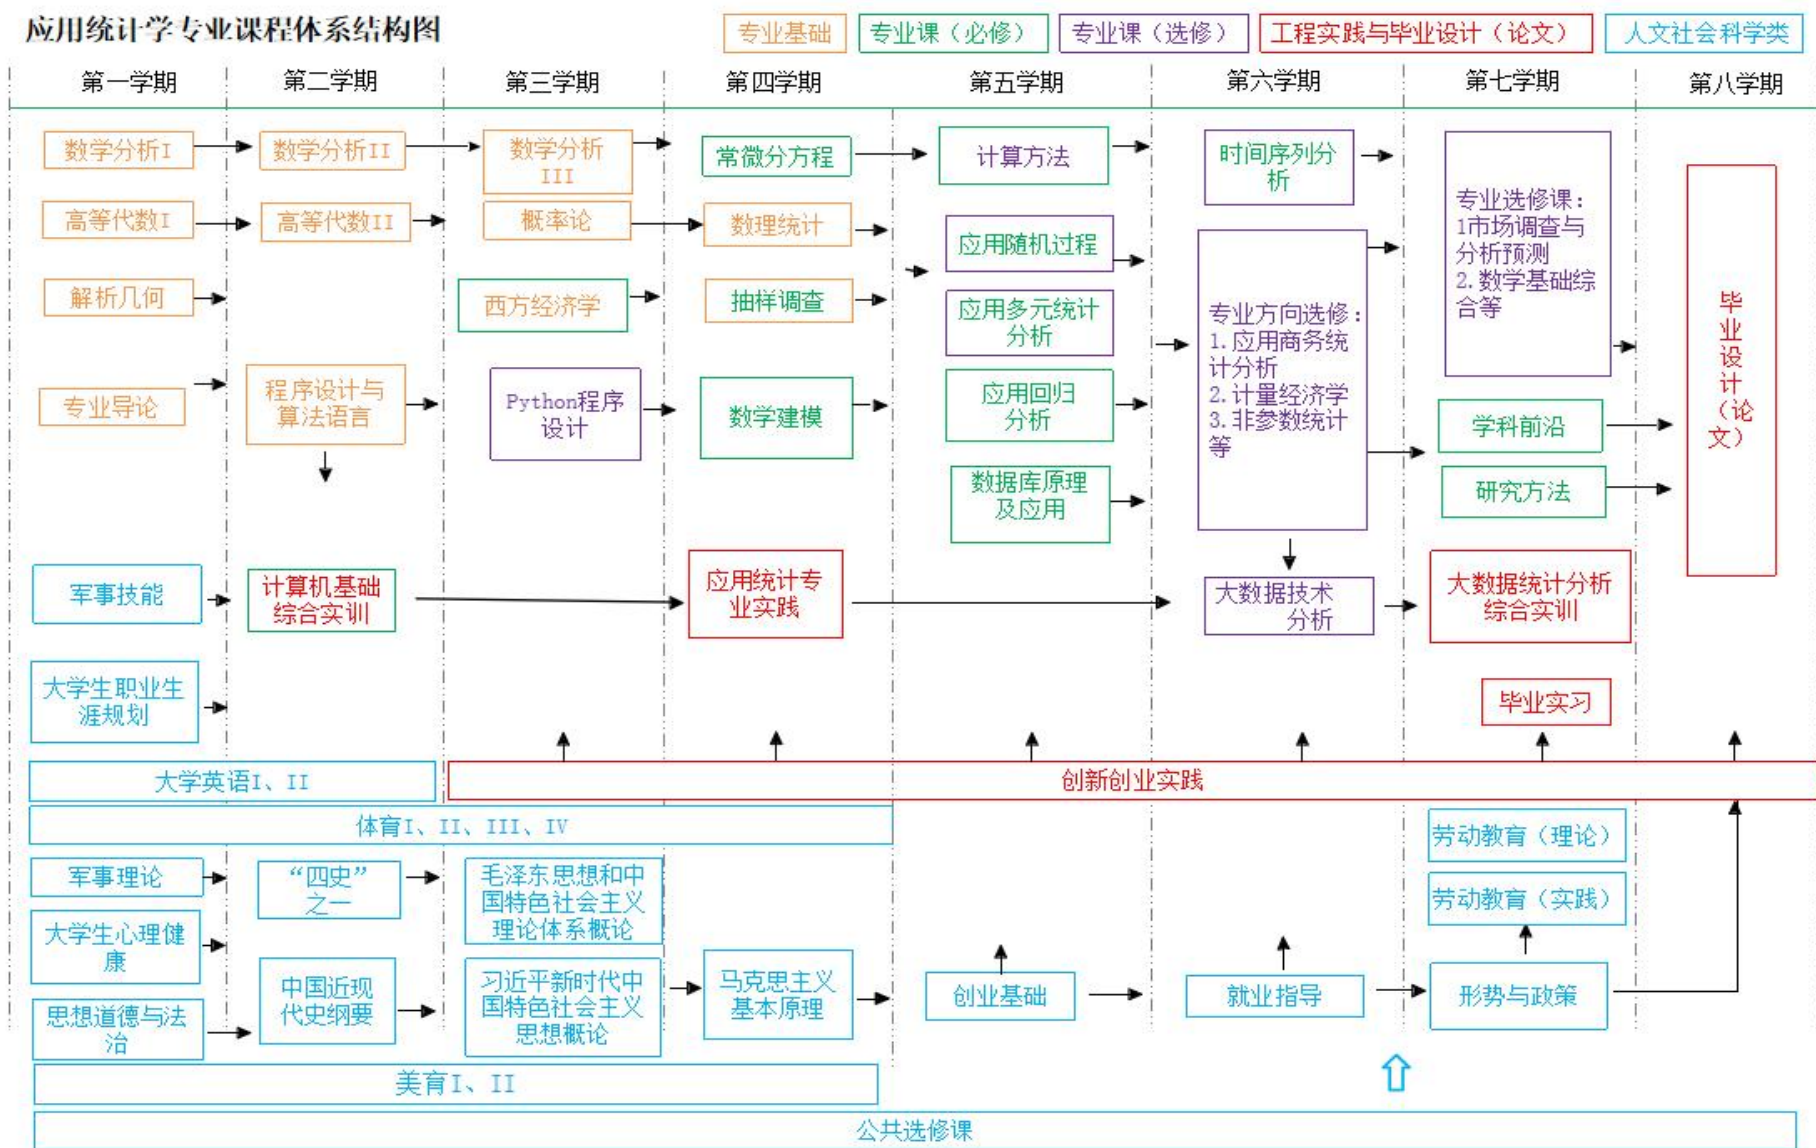 应用统计学专业课程体系结构图
专业基础
专业课（必修）
专业课（选修）
工程实践与毕业设计（论文）
人文社会科学类
第一学期
第二学期
第三学期
第四学期
第五学期
第六学期
第七学期
第八学期
数学分析I
数学分析II
数学分析
III
常微分方程
计算方法
时间序列分
析
专业选修课：
1市场调查与
分析预测
2.数学基础综
合等
毕业设计（论文）
高等代数I
高等代数II
概率论
数理统计
应用随机过程
专业方向选修：
1.应用商务统
计分析
2.计量经济学
3.非参数统计
等
解析几何
西方经济学
抽样调查
应用多元统计
分析
专业导论
程序设计与
算法语言
Python程序
设计
数学建模
应用回归
分析
学科前沿
数据库原理
及应用
研究方法
军事技能
计算机基础
综合实训
应用统计专
业实践
大数据技术
分析
大数据统计分析
综合实训
大学生职业生
涯规划
毕业实习
大学英语I、II
创新创业实践
体育I、II、III、IV
劳动教育（理论）
军事理论
“四史”
之一
毛泽东思想和中
国特色社会主义
理论体系概论
劳动教育（实践）
大学生心理健
康
思想道德与法
治
中国近现
代史纲要
习近平新时代中
国特色社会主义
思想概论
马克思主义
基本原理
创业基础
就业指导
形势与政策
美育I、II
公共选修课